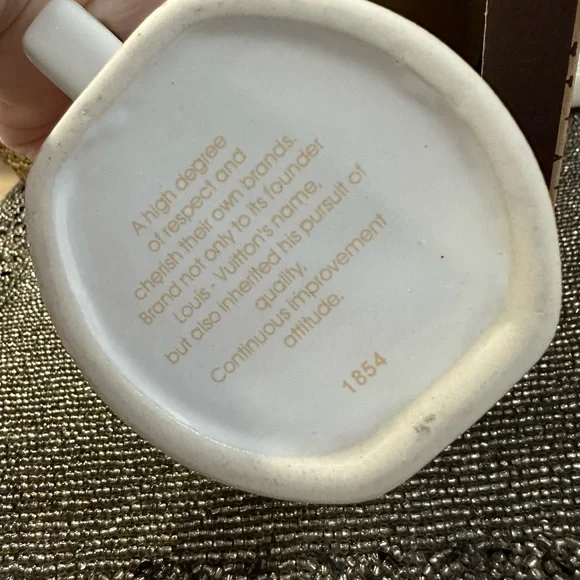 A high degree
of respect and
cherish their own brands.
Brand not only to its founder
Louis - Vuitton's name,
but also inherited his pursuit of
quality.
Continuous improvement
attitude.
1854